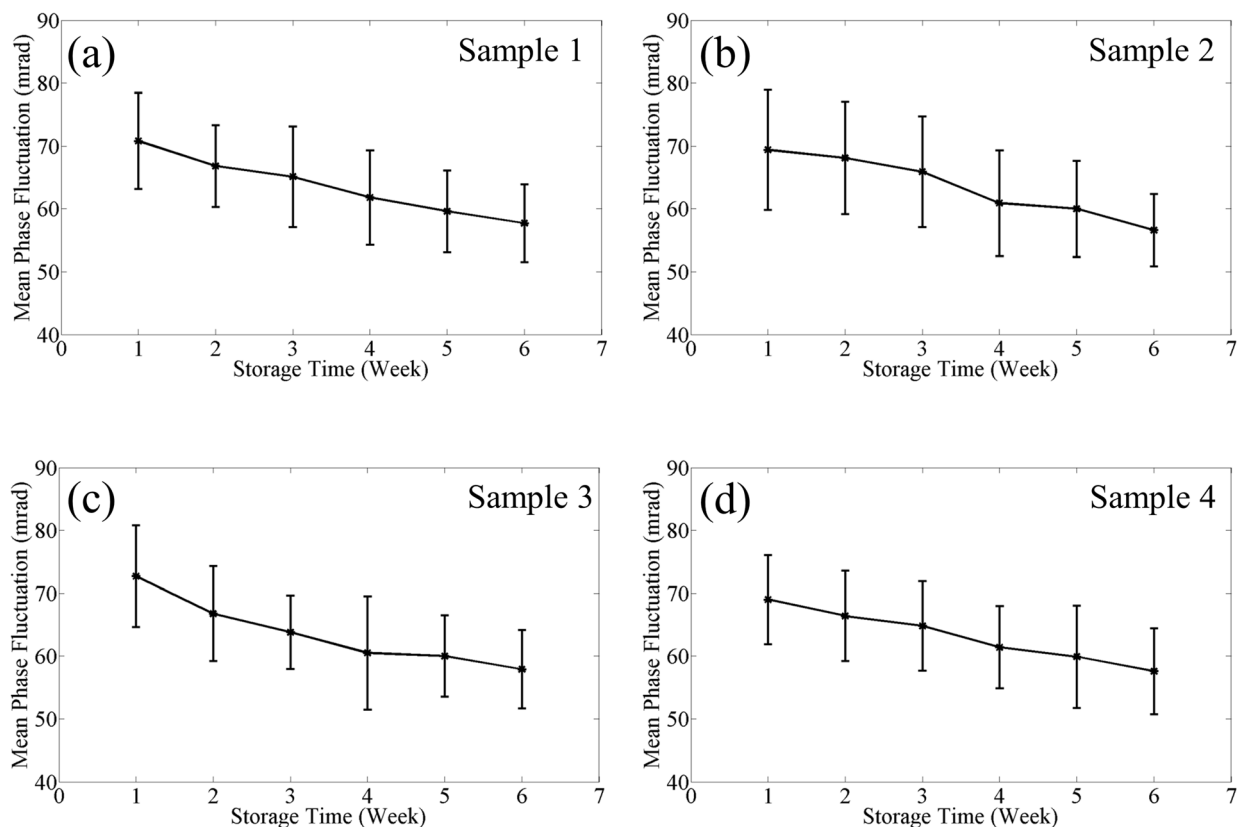 (a)
Sample 1
Mean Phase Fluctuation (mrad)
90
80
70
60
50
40
0 1 2 3 4 5 6 7
Storage Time (Week)
(b)
Sample 2
Mean Phase Fluctuation (mrad)
90
80
70
60
50
40
0 1 2 3 4 5 6 7
Storage Time (Week)
(c)
Sample 3
Mean Phase Fluctuation (mrad)
90
80
70
60
50
40
0 1 2 3 4 5 6 7
Storage Time (Week)
(d)
Sample 4
Mean Phase Fluctuation (mrad)
90
80
70
60
50
40
0 1 2 3 4 5 6 7
Storage Time (Week)